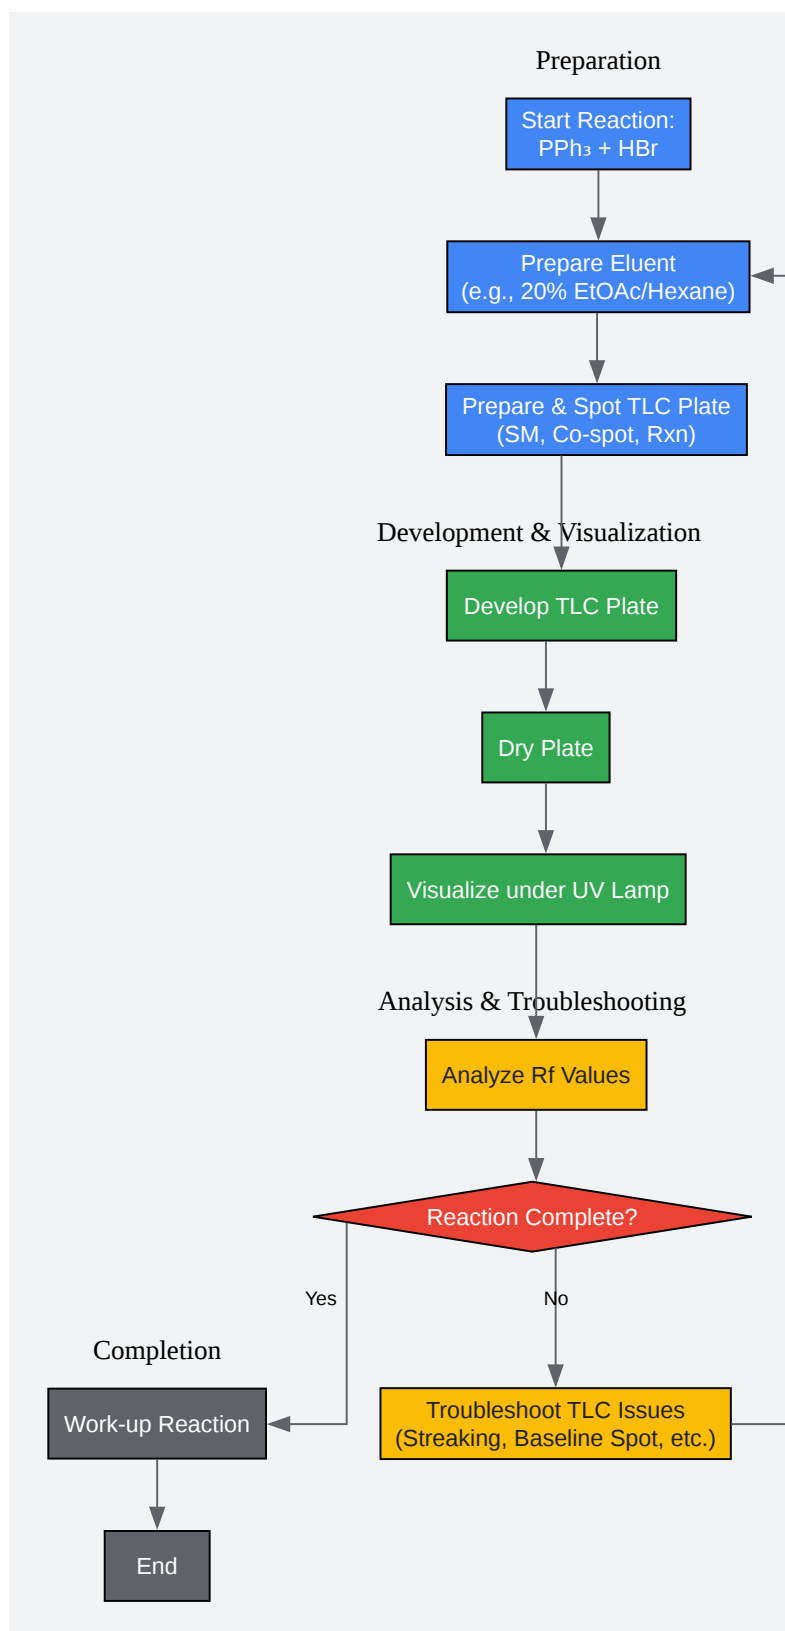 Preparation
Start Reaction:
PPh₃ + HBr
Prepare Eluent
(e.g., 20% EtOAc/Hexane)
Prepare & Spot TLC Plate
(SM, Co-spot, Rxn)
Development & Visualization
Develop TLC Plate
Dry Plate
Visualize under UV Lamp
Analysis & Troubleshooting
Analyze Rf Values
Reaction Complete?
Yes
No
Completion
Work-up Reaction
Troubleshoot TLC Issues
(Streaking, Baseline Spot, etc.)
End